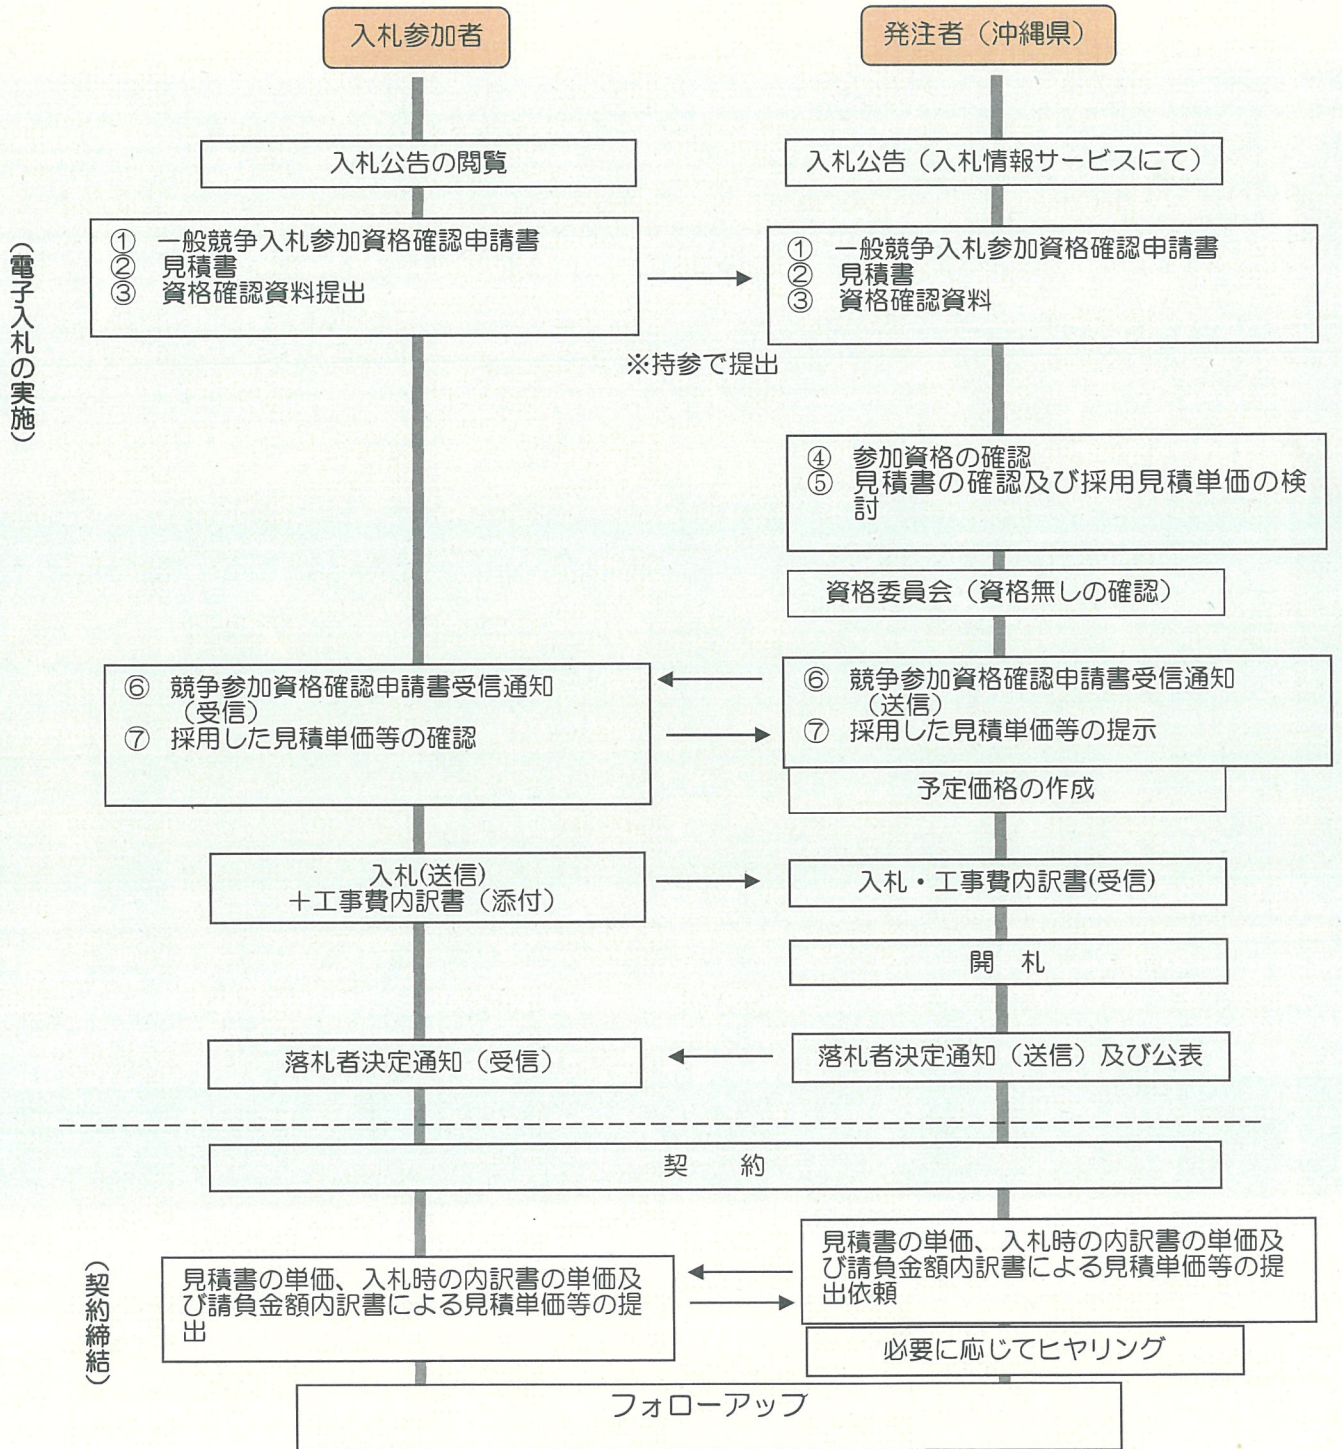 入札参加者
発注者（沖縄県）
入札公告の閲覧
入札公告（入札情報サービスにて）
（電子入札の実施）
① 一般競争入札参加資格確認申請書
② 見積書
③ 資格確認資料提出
① 一般競争入札参加資格確認申請書
② 見積書
③ 資格確認資料
※持参で提出
④ 参加資格の確認
⑤ 見積書の確認及び採用見積単価の検
討
資格委員会（資格無しの確認）
⑥ 競争参加資格確認申請書受信通知
（受信）
⑦ 採用した見積単価等の確認
⑥ 競争参加資格確認申請書受信通知
（送信）
⑦ 採用した見積単価等の提示
予定価格の作成
入札(送信)
＋工事費内訳書（添付）
入札・工事費内訳書(受信)
開　札
落札者決定通知（受信）
落札者決定通知（送信）及び公表
契　　約
（契約締結）
見積書の単価、入札時の内訳書の単価及
び請負金額内訳書による見積単価等の提
出
見積書の単価、入札時の内訳書の単価及
び請負金額内訳書による見積単価等の提
出依頼
必要に応じてヒヤリング
フォローアップ